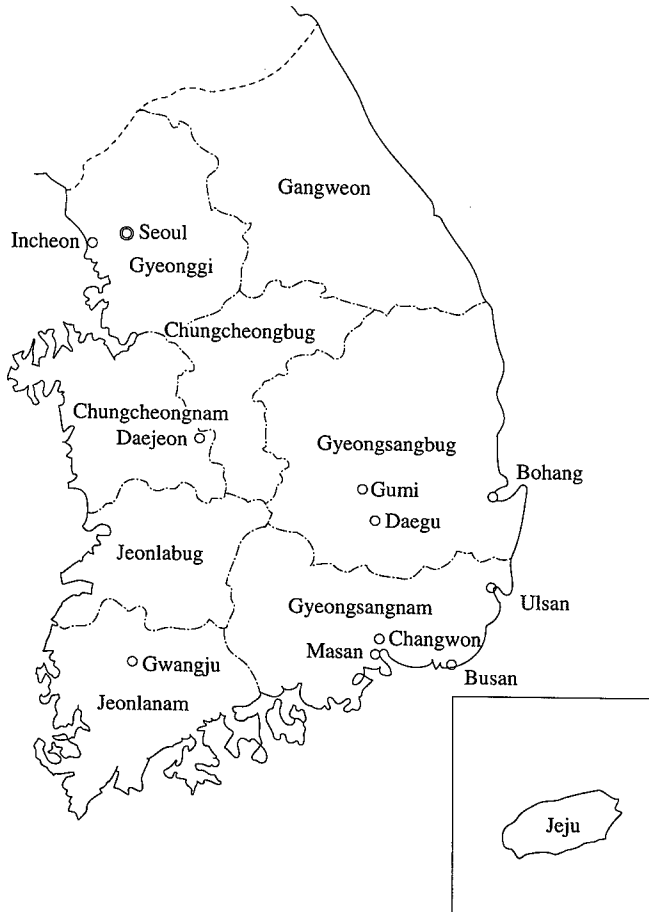 Gangweon
Incheon
Seoul
Gyeonggi
Chungcheongbug
Chungcheongnam
Daejeon
Gyeongsangbug
Bohang
Gumi
Daegu
Jeonlabug
Ulsan
Gyeongsangnam
Changwon
Masan
Gwangju
Busan
Jeonlanam
Jeju